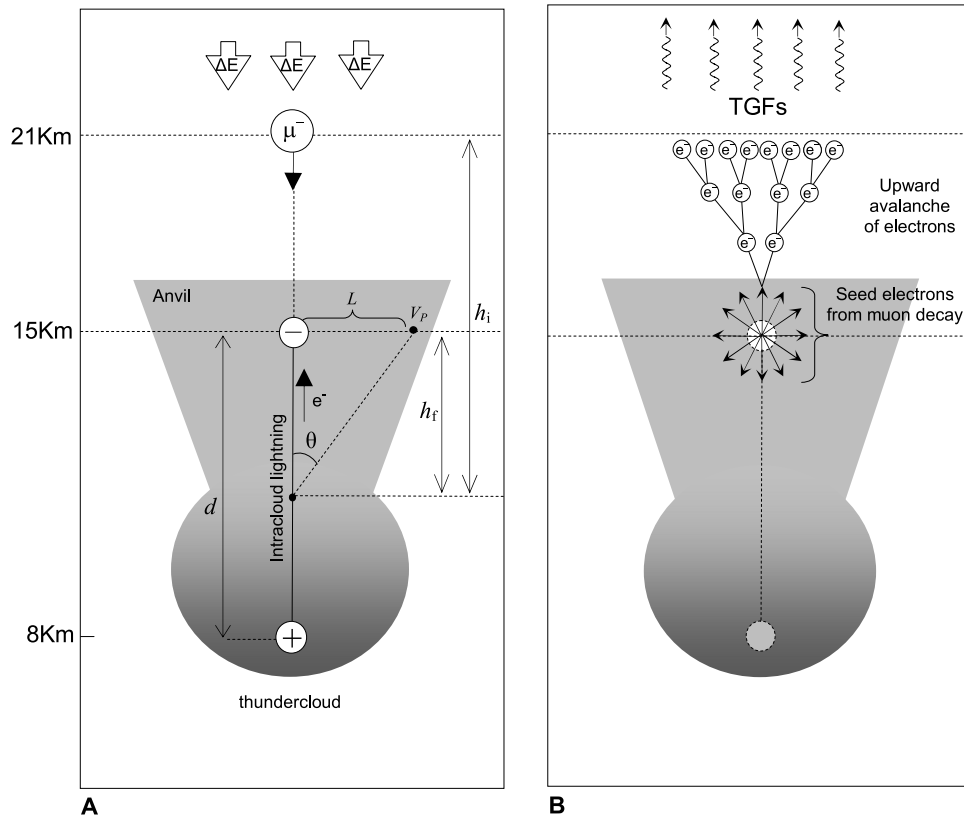 ΔE ΔE ΔE
21Km
μ⁻
Anvil
L
V_P
h_i
15Km
−
e⁻
θ
h_f
Intracloud lightning
d
8Km
+
thundercloud
A
TGFs
e⁻ e⁻ e⁻ e⁻ e⁻ e⁻ e⁻ e⁻
e⁻ e⁻ e⁻ e⁻
e⁻ e⁻
Upward
avalanche
of electrons
Seed electrons
from muon decay
B